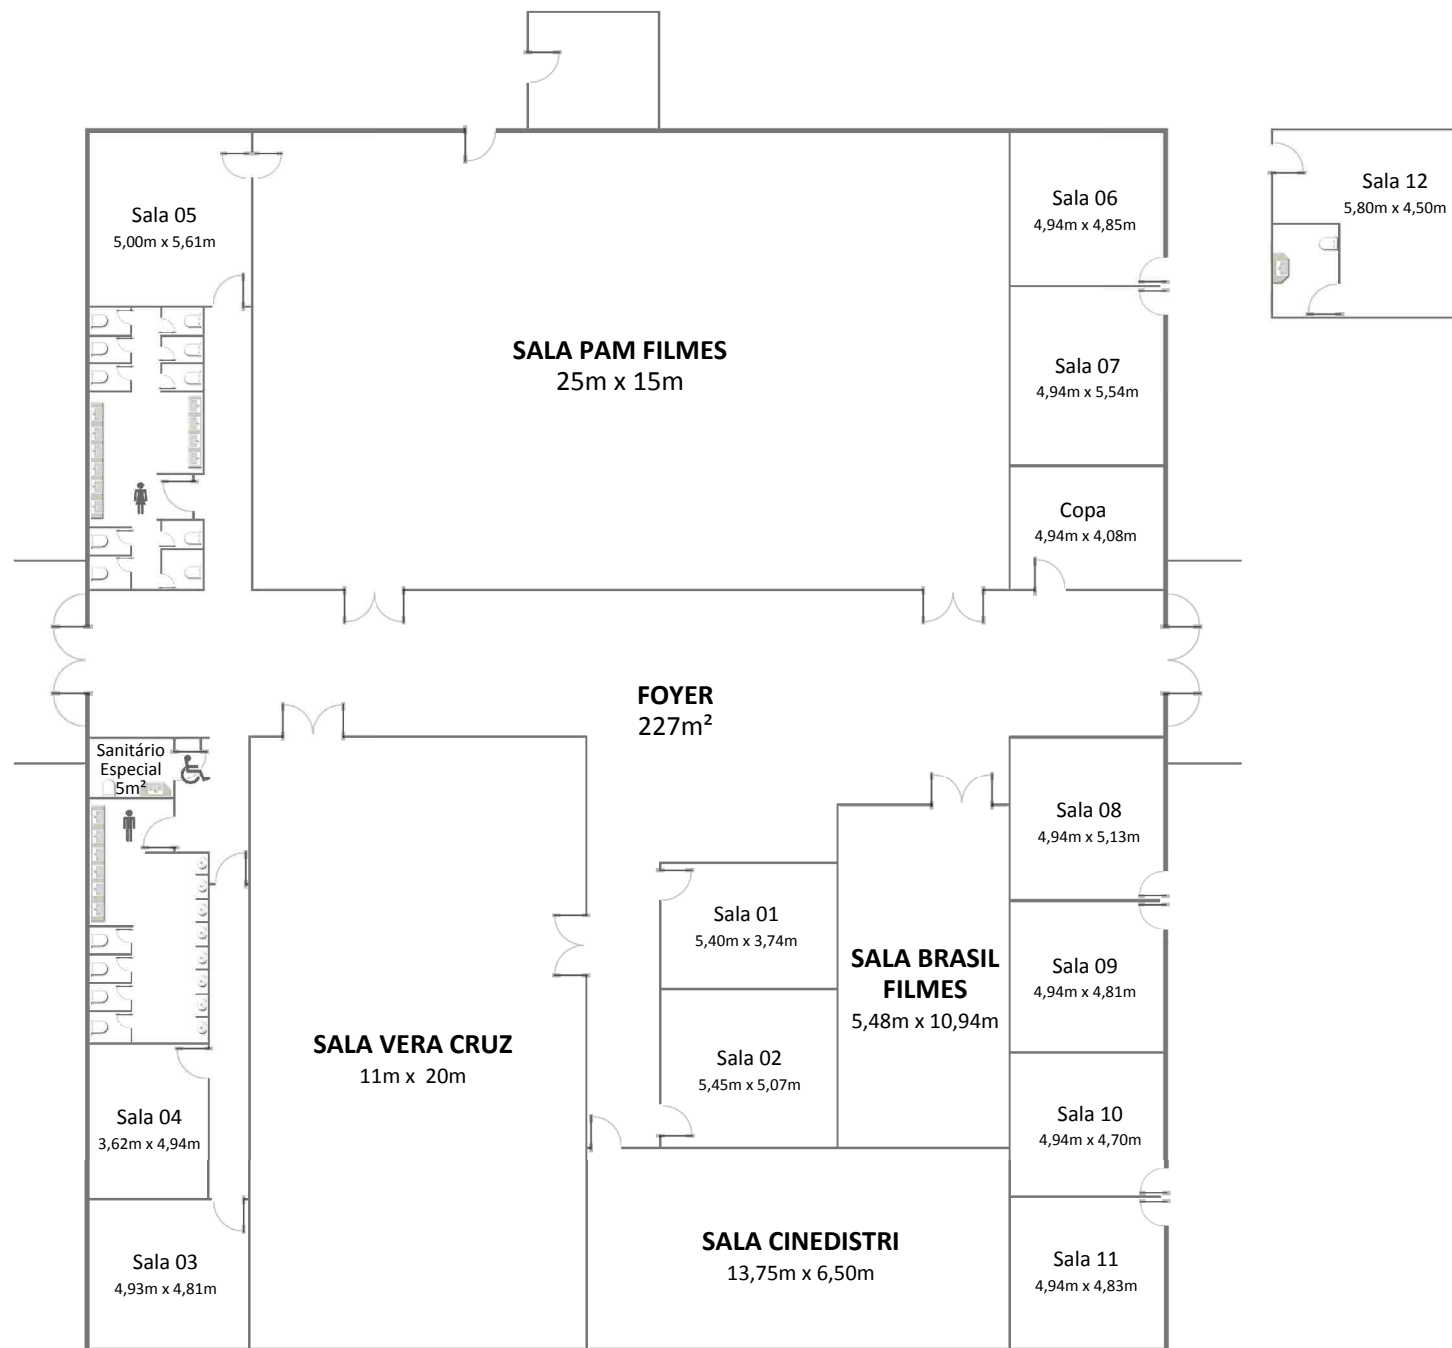 Sala 05
5,00m x 5,61m
SALA PAM FILMES
25m x 15m
Sala 06
4,94m x 4,85m
Sala 12
5,80m x 4,50m
Sala 07
4,94m x 5,54m
Copa
4,94m x 4,08m
FOYER
227m²
Sanitário
Especial
5m²
Sala 08
4,94m x 5,13m
Sala 01
5,40m x 3,74m
SALA BRASIL
FILMES
5,48m x 10,94m
Sala 09
4,94m x 4,81m
SALA VERA CRUZ
11m x 20m
Sala 02
5,45m x 5,07m
Sala 10
4,94m x 4,70m
Sala 04
3,62m x 4,94m
Sala 03
4,93m x 4,81m
SALA CINEDISTRI
13,75m x 6,50m
Sala 11
4,94m x 4,83m